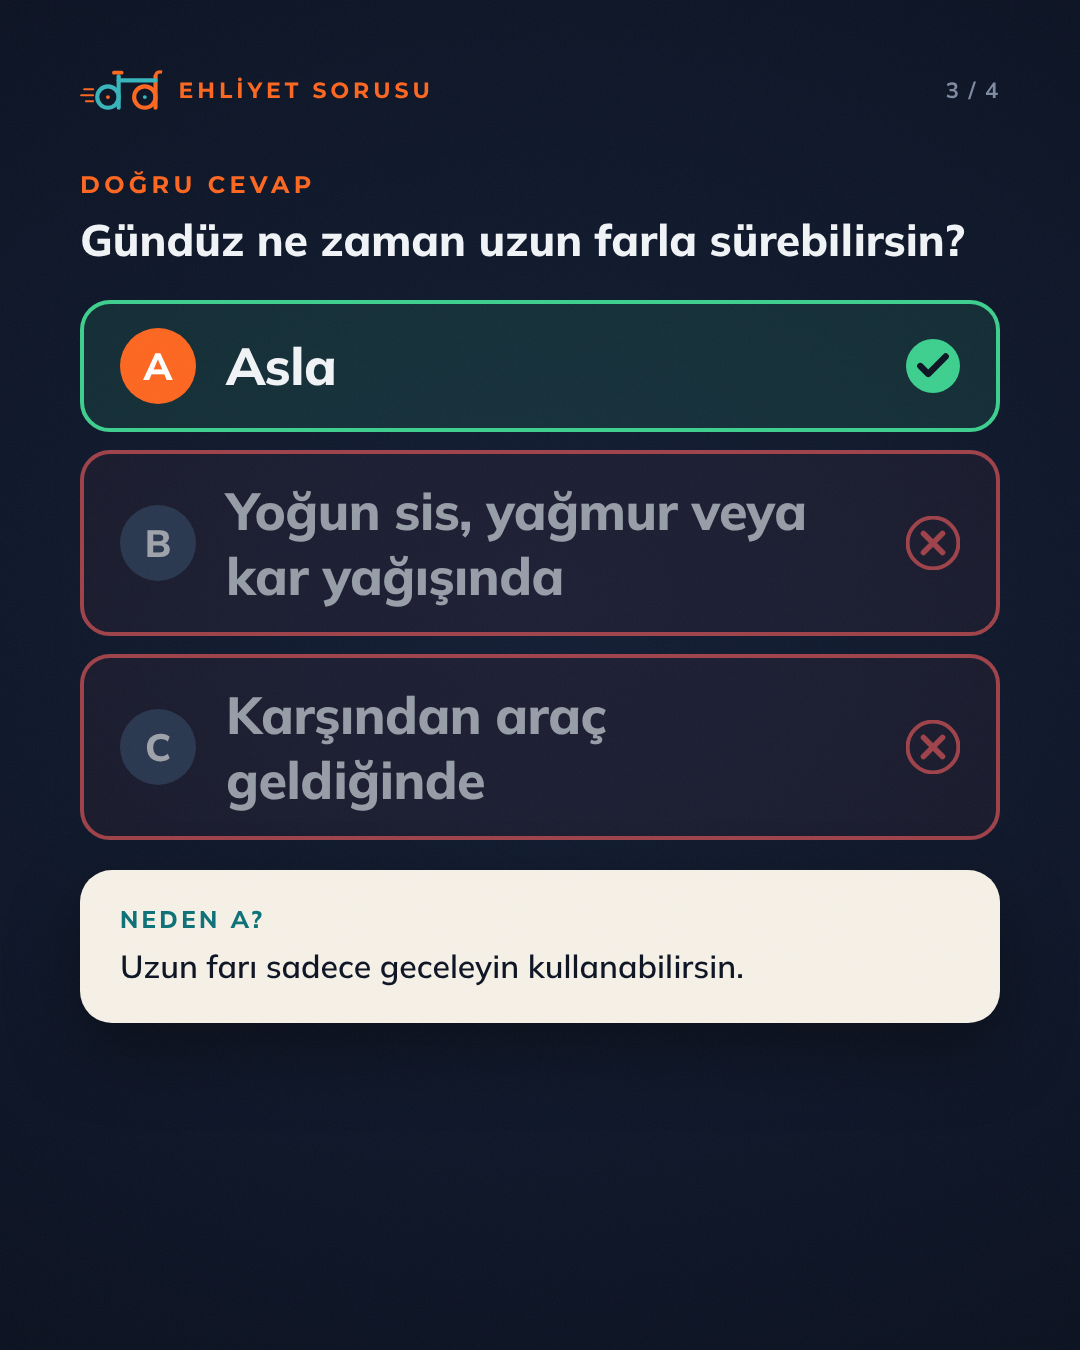 EHLİYET SORUSU
3 / 4
DOĞRU CEVAP
Gündüz ne zaman uzun farla sürebilirsin?
A Asla
B Yoğun sis, yağmur veya
kar yağışında
C Karşından araç
geldiğinde
NEDEN A?
Uzun farı sadece geceleyin kullanabilirsin.